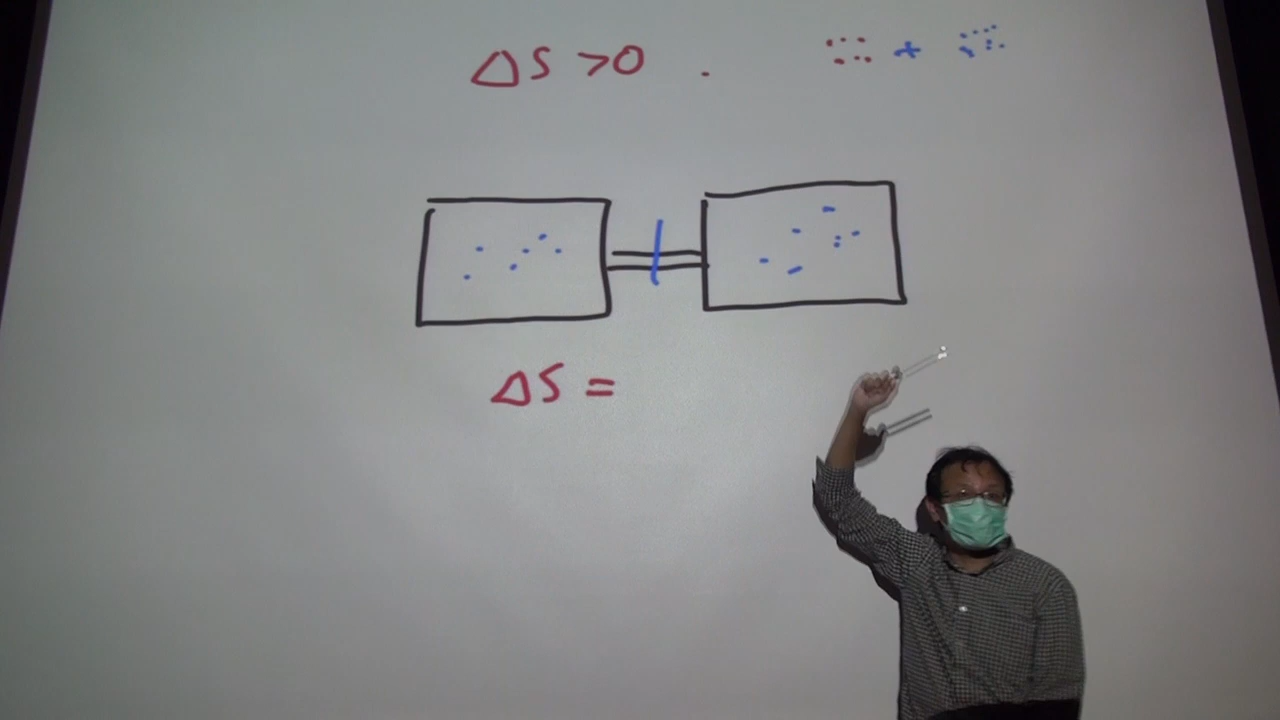 ΔS >0 . +
ΔS =